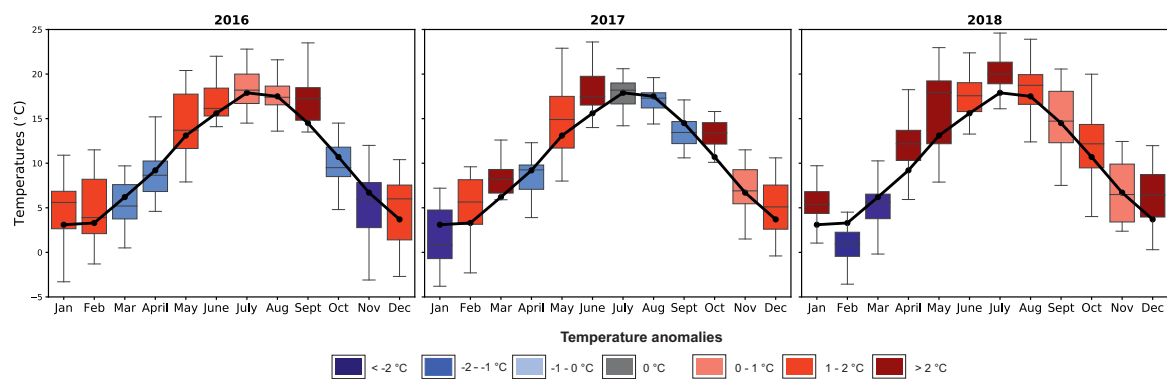 2016 2017 2018
25
20
15
10
5
0
−5
Temperatures (°C)
Jan Feb Mar April May June July Aug Sept Oct Nov Dec Jan Feb Mar April May June July Aug Sept Oct Nov Dec Jan Feb Mar April May June July Aug Sept Oct Nov Dec
Temperature anomalies
< -2 °C -2 - -1 °C -1 - 0 °C 0 °C 0 - 1 °C 1 - 2 °C > 2 °C